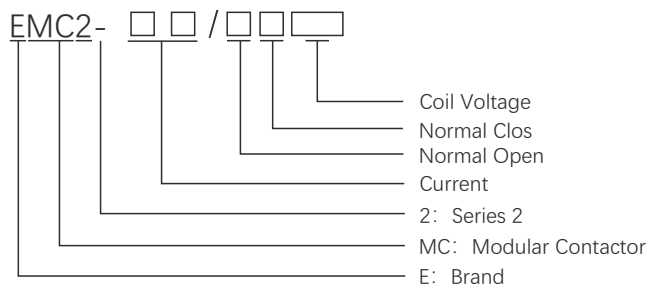 EMC2- □ □ / □ □ □
Coil Voltage
Normal Clos
Normal Open
Current
2：Series 2
MC：Modular Contactor
E：Brand